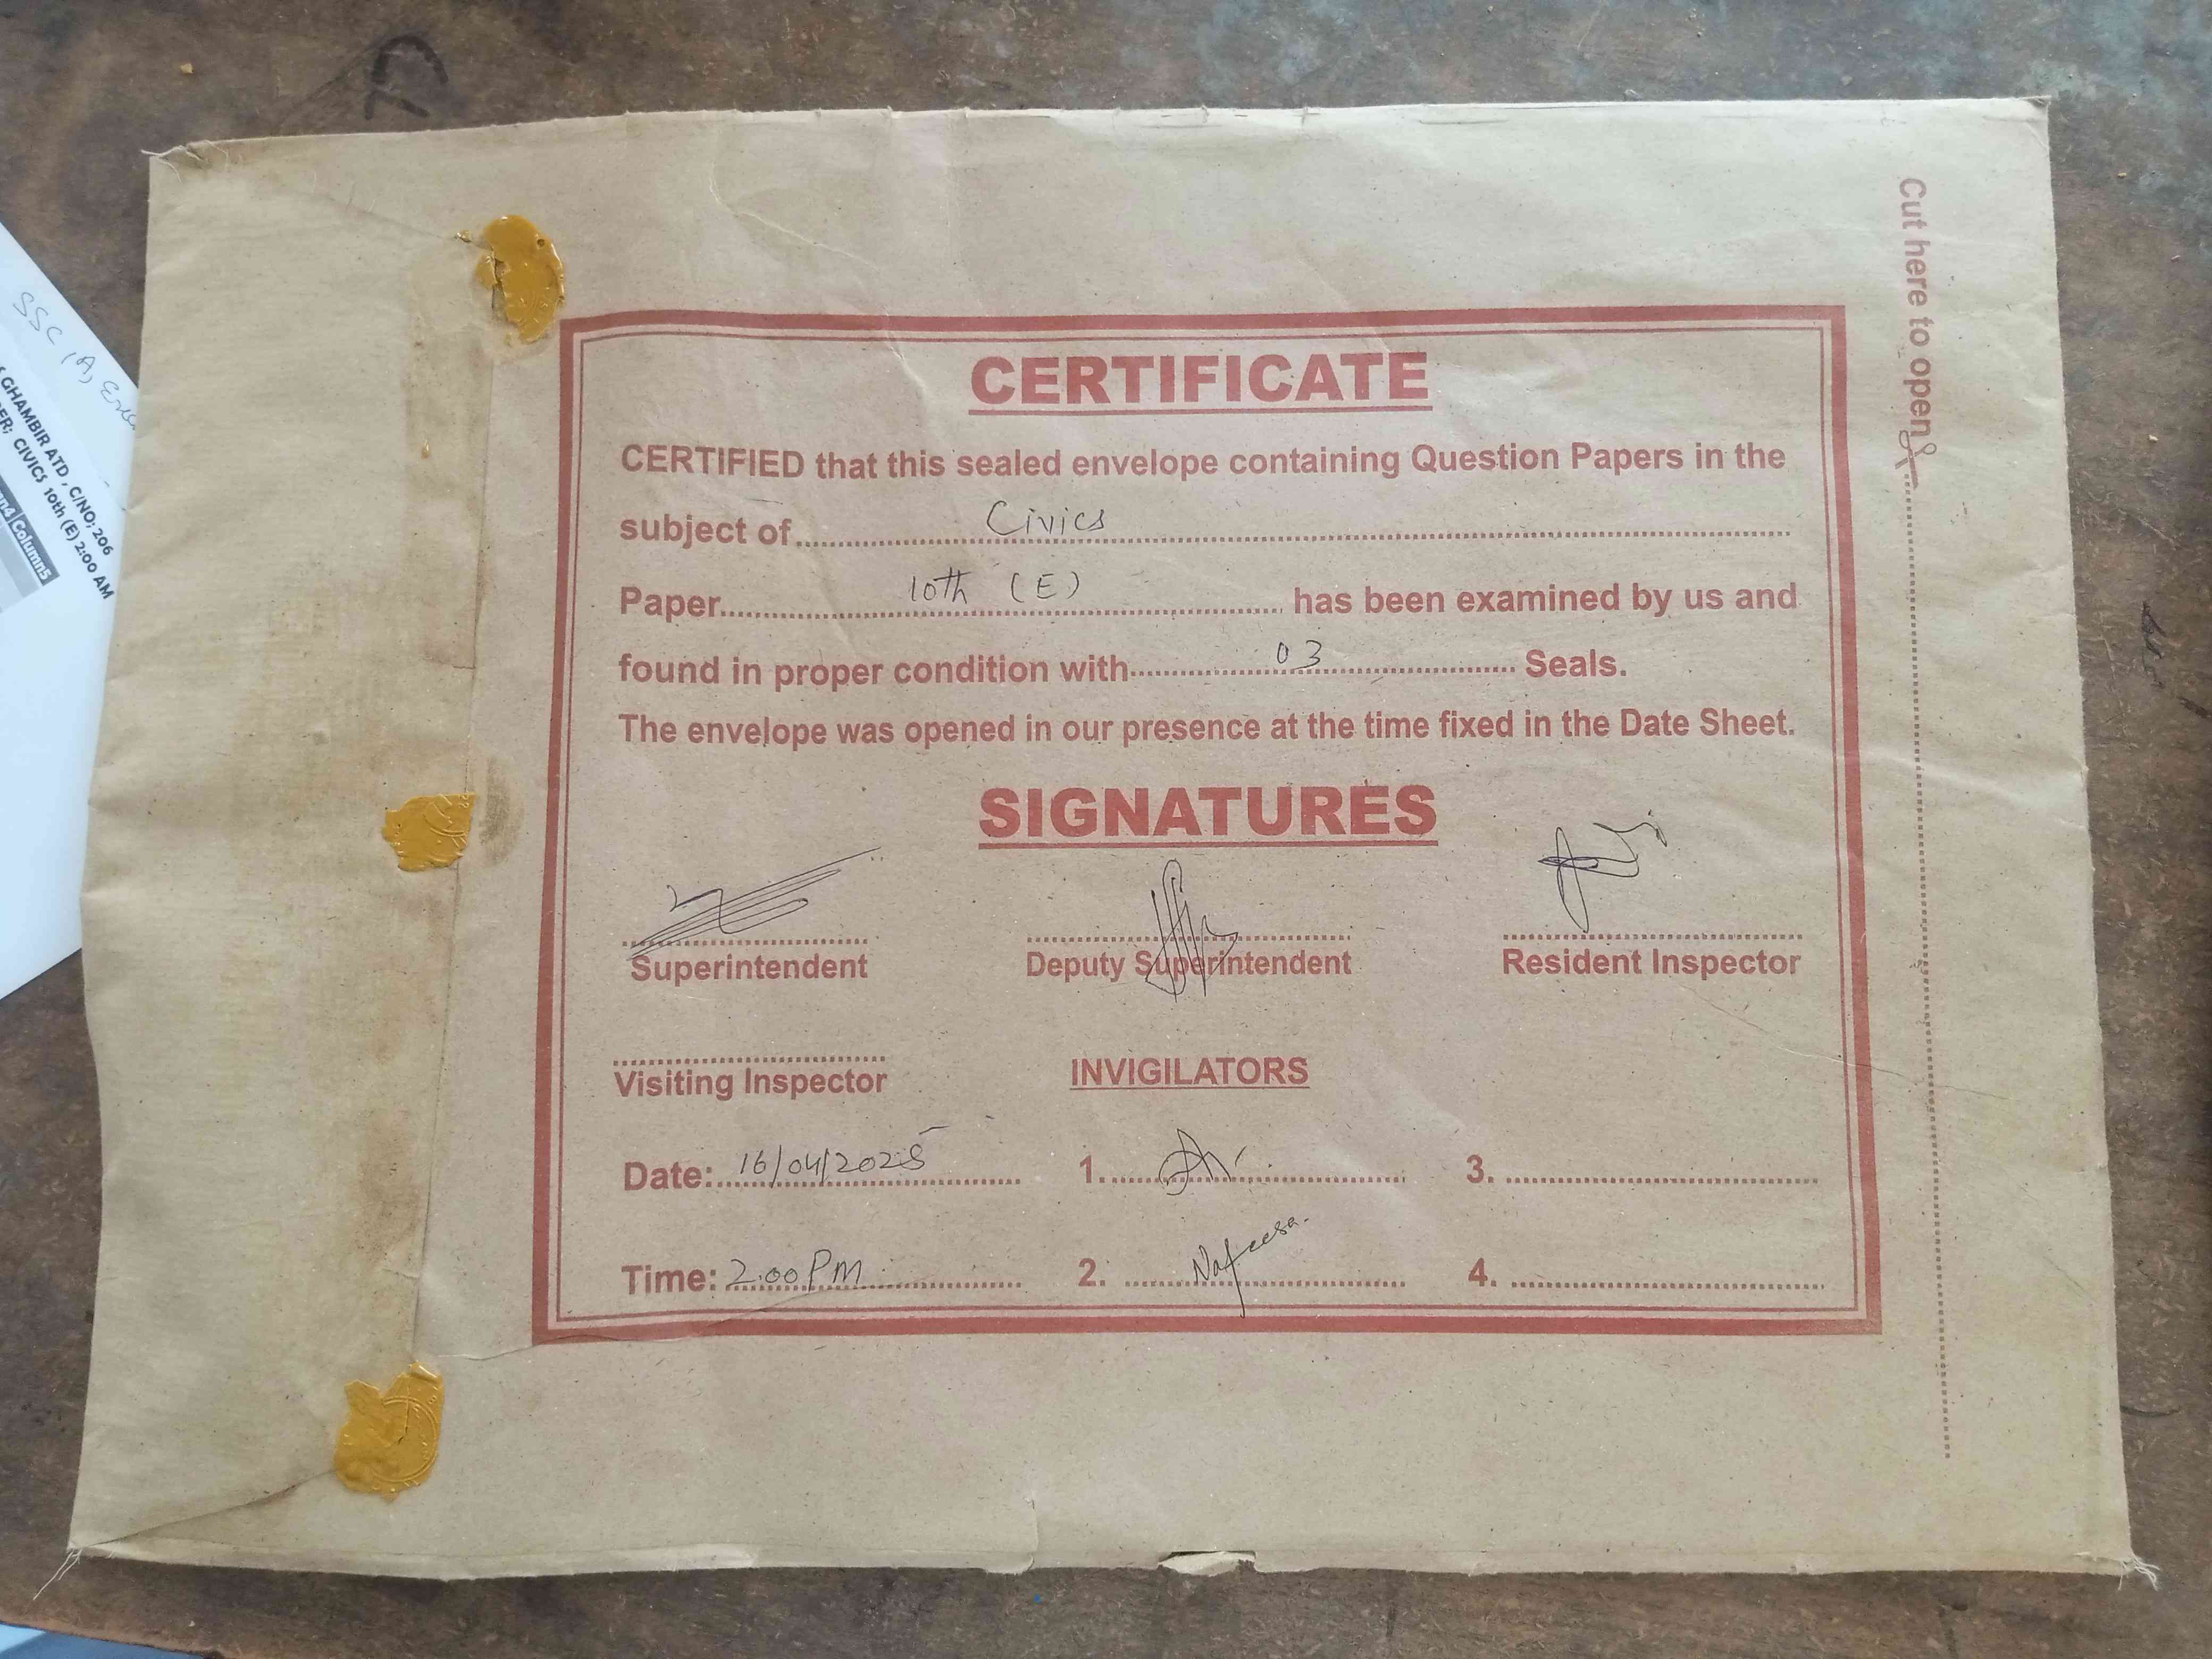 CERTIFICATE
CERTIFIED that this sealed envelope containing Question Papers in the
subject of Civics
Paper 10th (E) has been examined by us and
found in proper condition with 03 Seals.
The envelope was opened in our presence at the time fixed in the Date Sheet.
SIGNATURES
Superintendent
Deputy Superintendent
Resident Inspector
Visiting Inspector
INVIGILATORS
Date: 16/04/2025
1.
3.
Time: 2.00 PM
2. Nafeesa.
4.
Cut here to open
SSC (A)
GHAMBIR ATD, C/NO; 206
CIVICS 10th (E) 2:00 AM
Column5